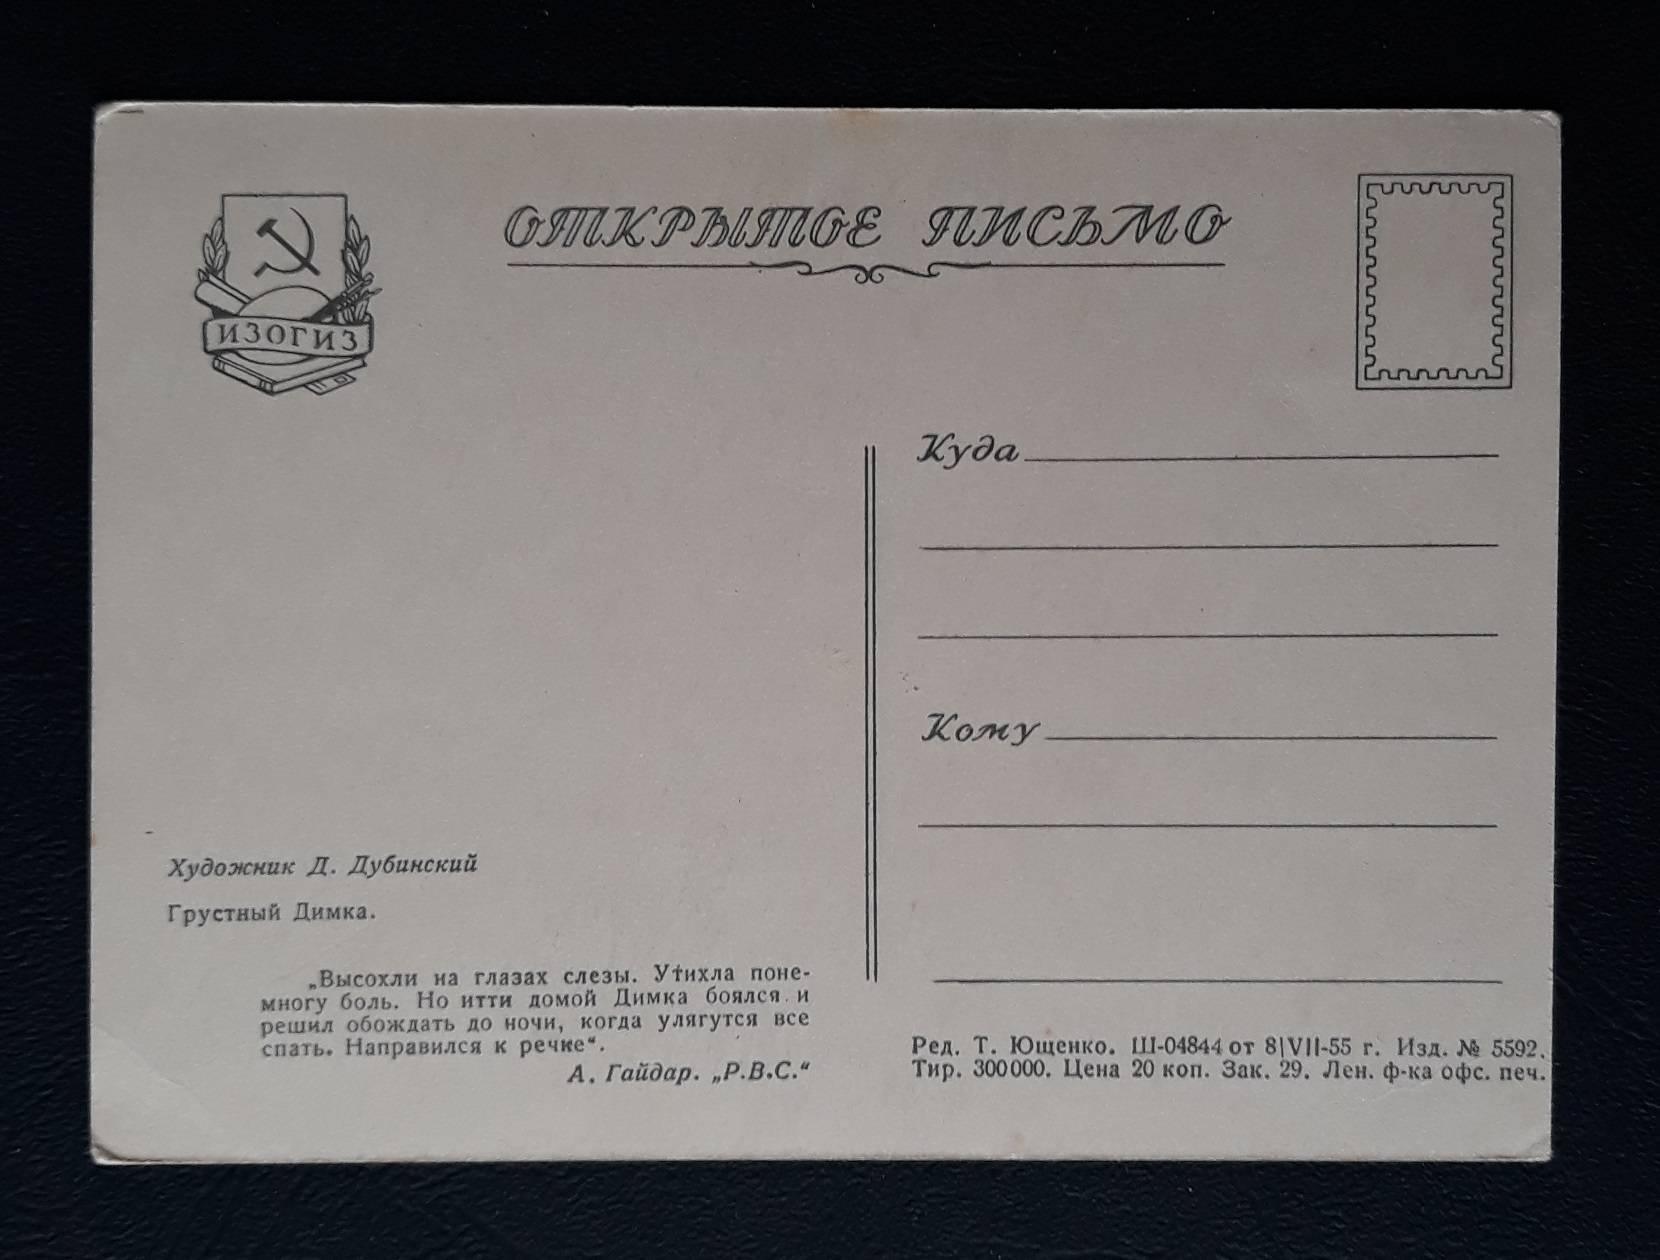 ОТКРЫТОЕ ПИСЬМО
ИЗОГИЗ
Куда
Кому
Художник Д. Дубинский
Грустный Димка.
„Высохли на глазах слезы. Утихла поне-
многу боль. Но итти домой Димка боялся и
решил обождать до ночи, когда улягутся все
спать. Направился к речке“.
А. Гайдар. „Р.В.С.“
Ред. Т. Ющенко. Ш-04844 от 8|VII-55 г. Изд. № 5592.
Тир. 300000. Цена 20 коп. Зак. 29. Лен. ф-ка офс. печ.